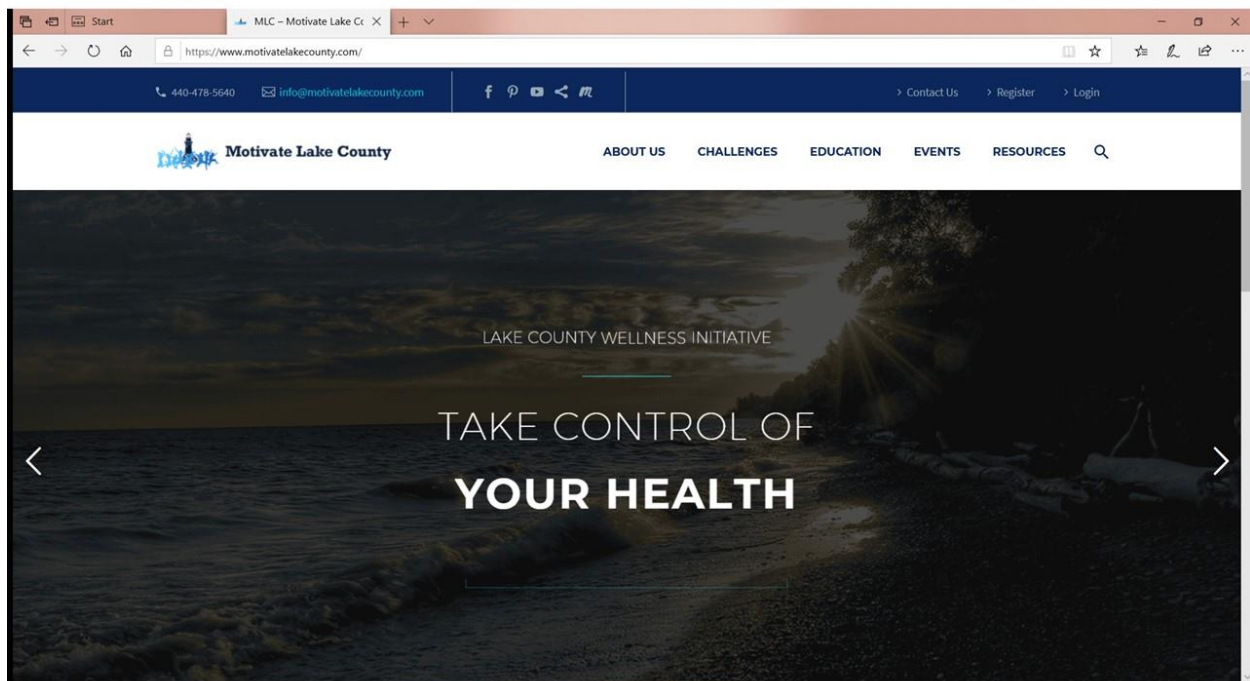 Start
MLC – Motivate Lake Co
https://www.motivatelakecounty.com/
440-478-5640 info@motivatelakecounty.com
> Contact Us > Register > Login
Motivate Lake County
ABOUT US CHALLENGES EDUCATION EVENTS RESOURCES
LAKE COUNTY WELLNESS INITIATIVE
TAKE CONTROL OF
YOUR HEALTH